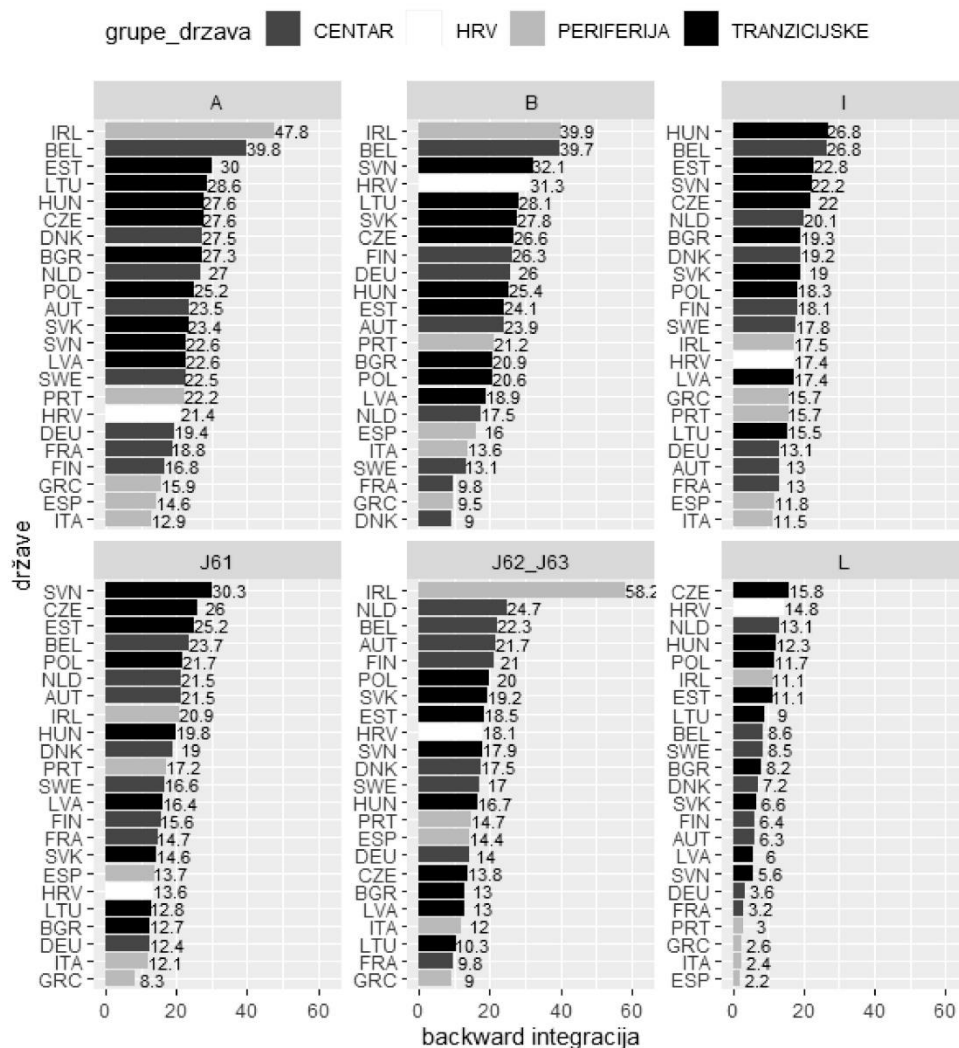 grupe_drzava CENTAR HRV PERIFERIJA TRANZICIJSKE
A
IRL 47.8
BEL 39.8
EST 30
LTU 28.6
HUN 27.6
CZE 27.6
DNK 27.5
BGR 27.3
NLD 27
POL 25.2
AUT 23.5
SVK 23.4
SVN 22.6
LVA 22.6
SWE 22.5
PRT 22.2
HRV 21.4
DEU 19.4
FRA 18.8
FIN 16.8
GRC 15.9
ESP 14.6
ITA 12.9
B
IRL 39.9
BEL 39.7
SVN 32.1
HRV 31.3
LTU 28.1
SVK 27.8
CZE 26.6
FIN 26.3
DEU 26
HUN 25.4
EST 24.1
AUT 23.9
PRT 21.2
BGR 20.9
POL 20.6
LVA 18.9
NLD 17.5
ESP 16
ITA 13.6
SWE 13.1
FRA 9.8
GRC 9.5
DNK 9
I
HUN 26.8
BEL 26.8
EST 22.8
SVN 22.2
CZE 22
NLD 20.1
BGR 19.3
DNK 19.2
SVK 19
POL 18.3
FIN 18.1
SWE 17.8
IRL 17.5
HRV 17.4
LVA 17.4
GRC 15.7
PRT 15.7
LTU 15.5
DEU 13.1
AUT 13
FRA 13
ESP 11.8
ITA 11.5
države
J61
SVN 30.3
CZE 26
EST 25.2
BEL 23.7
POL 21.7
NLD 21.5
AUT 21.5
IRL 20.9
HUN 19.8
DNK 19
PRT 17.2
SWE 16.6
LVA 16.4
FIN 15.6
FRA 14.7
SVK 14.6
ESP 13.7
HRV 13.6
LTU 12.8
BGR 12.7
DEU 12.4
ITA 12.1
GRC 8.3
0 20 40 60
J62_J63
IRL 58.2
NLD 24.7
BEL 22.3
AUT 21.7
FIN 21
POL 20
SVK 19.2
EST 18.5
HRV 18.1
SVN 17.9
DNK 17.5
SWE 17
HUN 16.7
PRT 14.7
ESP 14.4
DEU 14
CZE 13.8
BGR 13
LVA 13
ITA 12
LTU 10.3
FRA 9.8
GRC 9
0 20 40 60
L
CZE 15.8
HRV 14.8
NLD 13.1
HUN 12.3
POL 11.7
IRL 11.1
EST 11.1
LTU 9
BEL 8.6
SWE 8.5
BGR 8.2
DNK 7.2
SVK 6.6
FIN 6.4
AUT 6.3
LVA 6
SVN 5.6
DEU 3.6
FRA 3.2
PRT 3
GRC 2.6
ITA 2.4
ESP 2.2
0 20 40 60
backward integracija